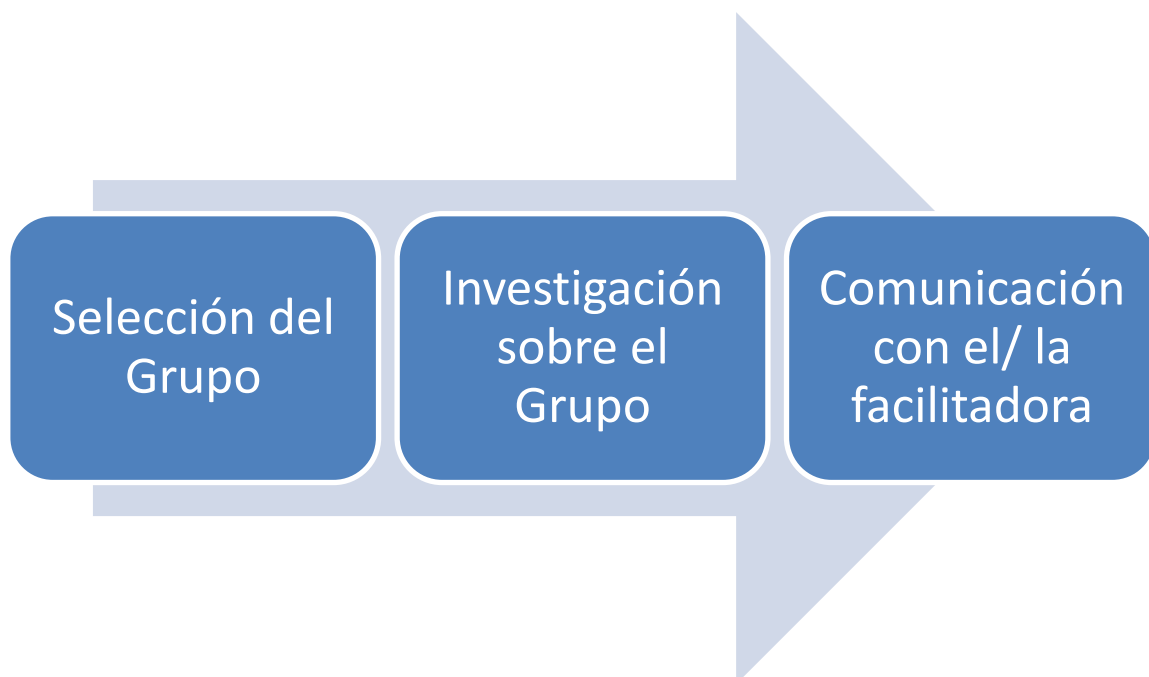 Selección del
Grupo
Investigación
sobre el
Grupo
Comunicación
con el/ la
facilitadora